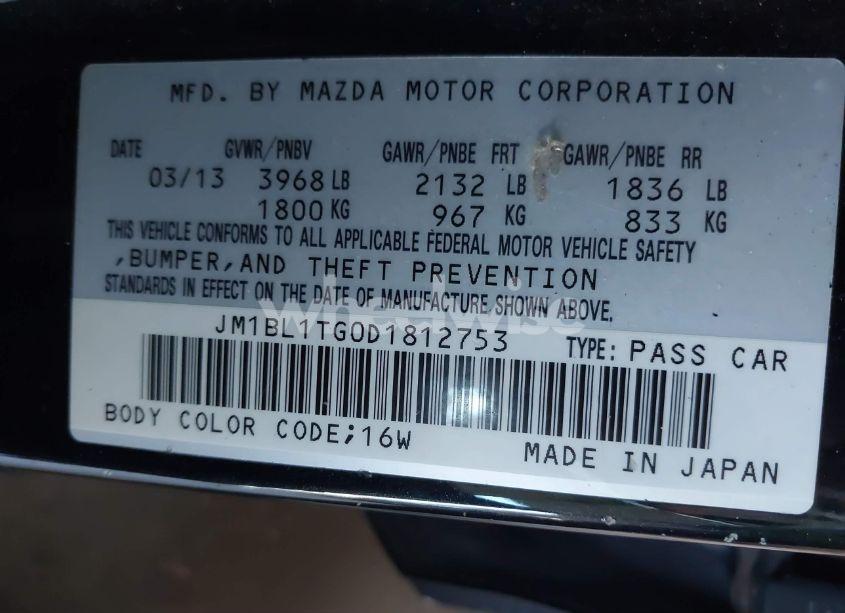 MFD. BY MAZDA MOTOR CORPORATION
DATE GVWR/PNBV GAWR/PNBE FRT GAWR/PNBE RR
03/13 3968 LB 2132 LB 1836 LB
1800 KG 967 KG 833 KG
THIS VEHICLE CONFORMS TO ALL APPLICABLE FEDERAL MOTOR VEHICLE SAFETY
,BUMPER,AND THEFT PREVENTION
STANDARDS IN EFFECT ON THE DATE OF MANUFACTURE SHOWN ABOVE.
Wheelwise
JM1BL1TG0D1812753 TYPE: PASS CAR
BODY COLOR CODE;16W
MADE IN JAPAN